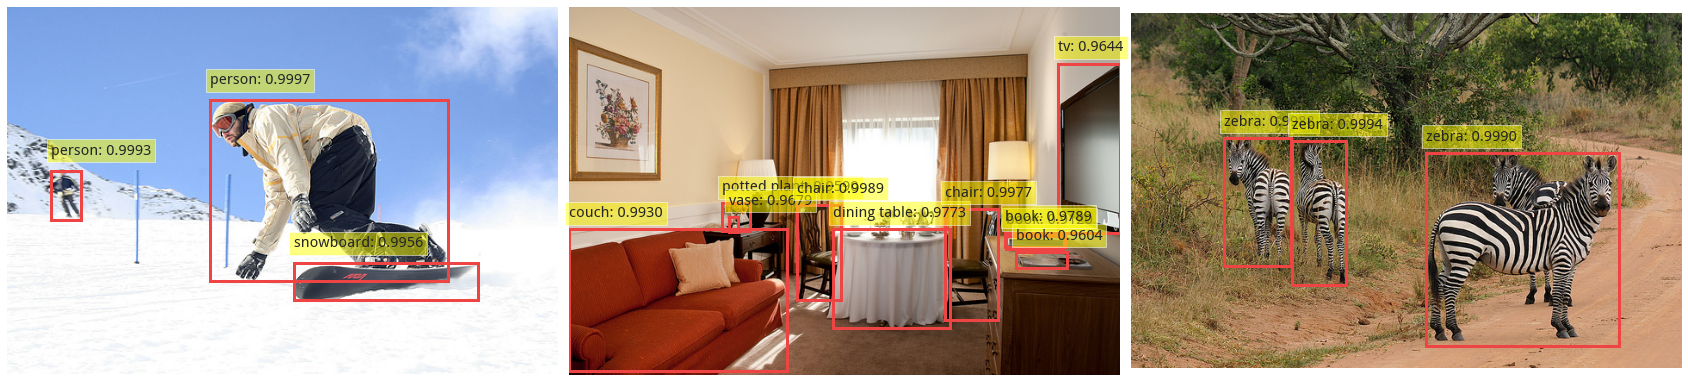 person: 0.9997
person: 0.9993
snowboard: 0.9956
tv: 0.9644
potted
chair: 0.9989
vase: 0.9679
chair: 0.9977
couch: 0.9930
dining table: 0.9773
book: 0.9789
book: 0.9604
zebra:
zebra: 0.9994
zebra: 0.9990